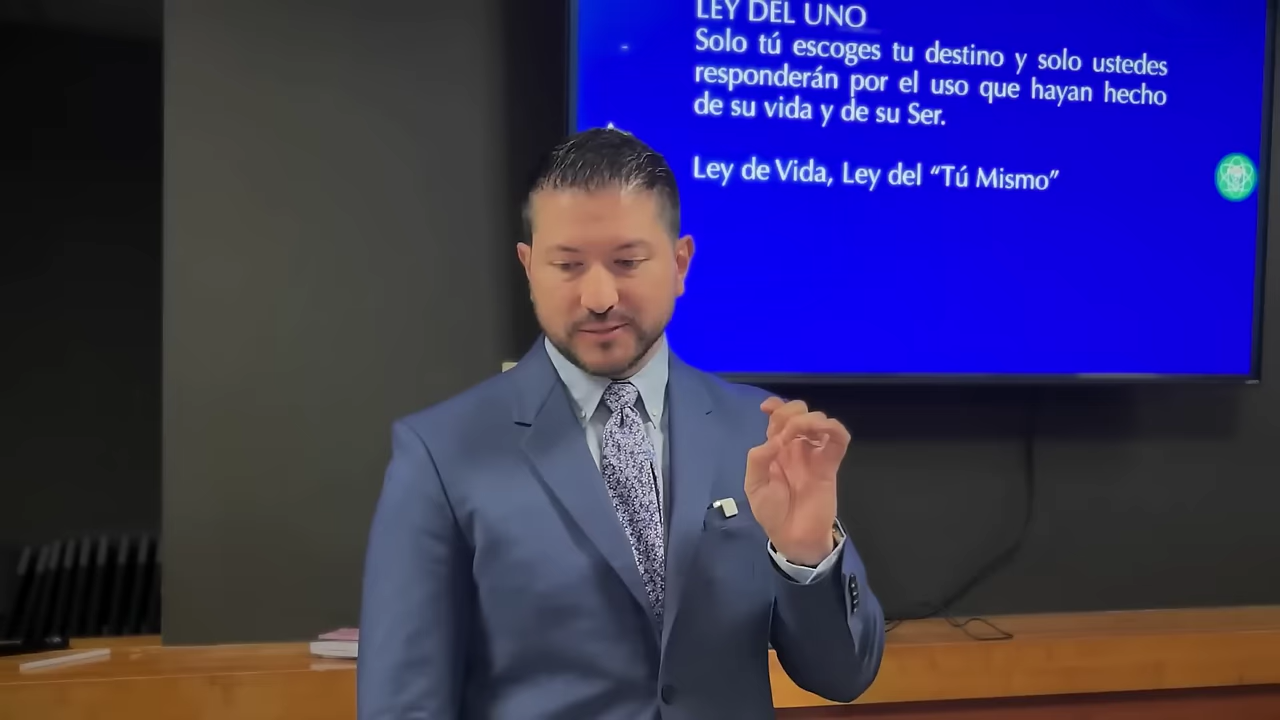 LEY DEL UNO
Solo tú escoges tu destino y solo ustedes
responderán por el uso que hayan hecho
de su vida y de su Ser.
Ley de Vida, Ley del “Tú Mismo”